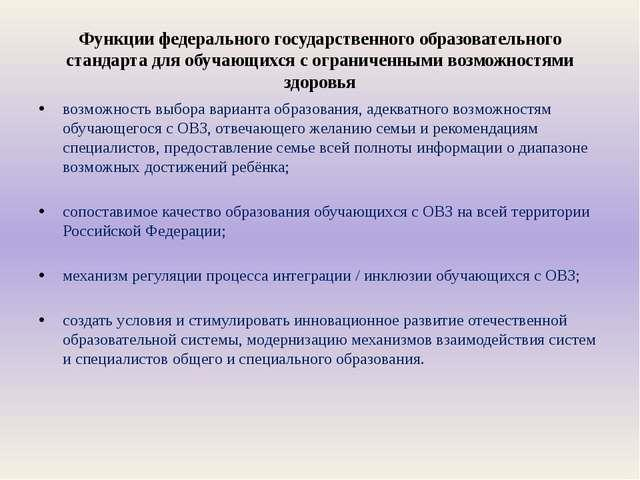 Функции федерального государственного образовательного
стандарта для обучающихся с ограниченными возможностями
здоровья
• возможность выбора варианта образования, адекватного возможностям
обучающегося с ОВЗ, отвечающего желанию семьи и рекомендациям
специалистов, предоставление семье всей полноты информации о диапазоне
возможных достижений ребёнка;
• сопоставимое качество образования обучающихся с ОВЗ на всей территории
Российской Федерации;
• механизм регуляции процесса интеграции / инклюзии обучающихся с ОВЗ;
• создать условия и стимулировать инновационное развитие отечественной
образовательной системы, модернизацию механизмов взаимодействия систем
и специалистов общего и специального образования.